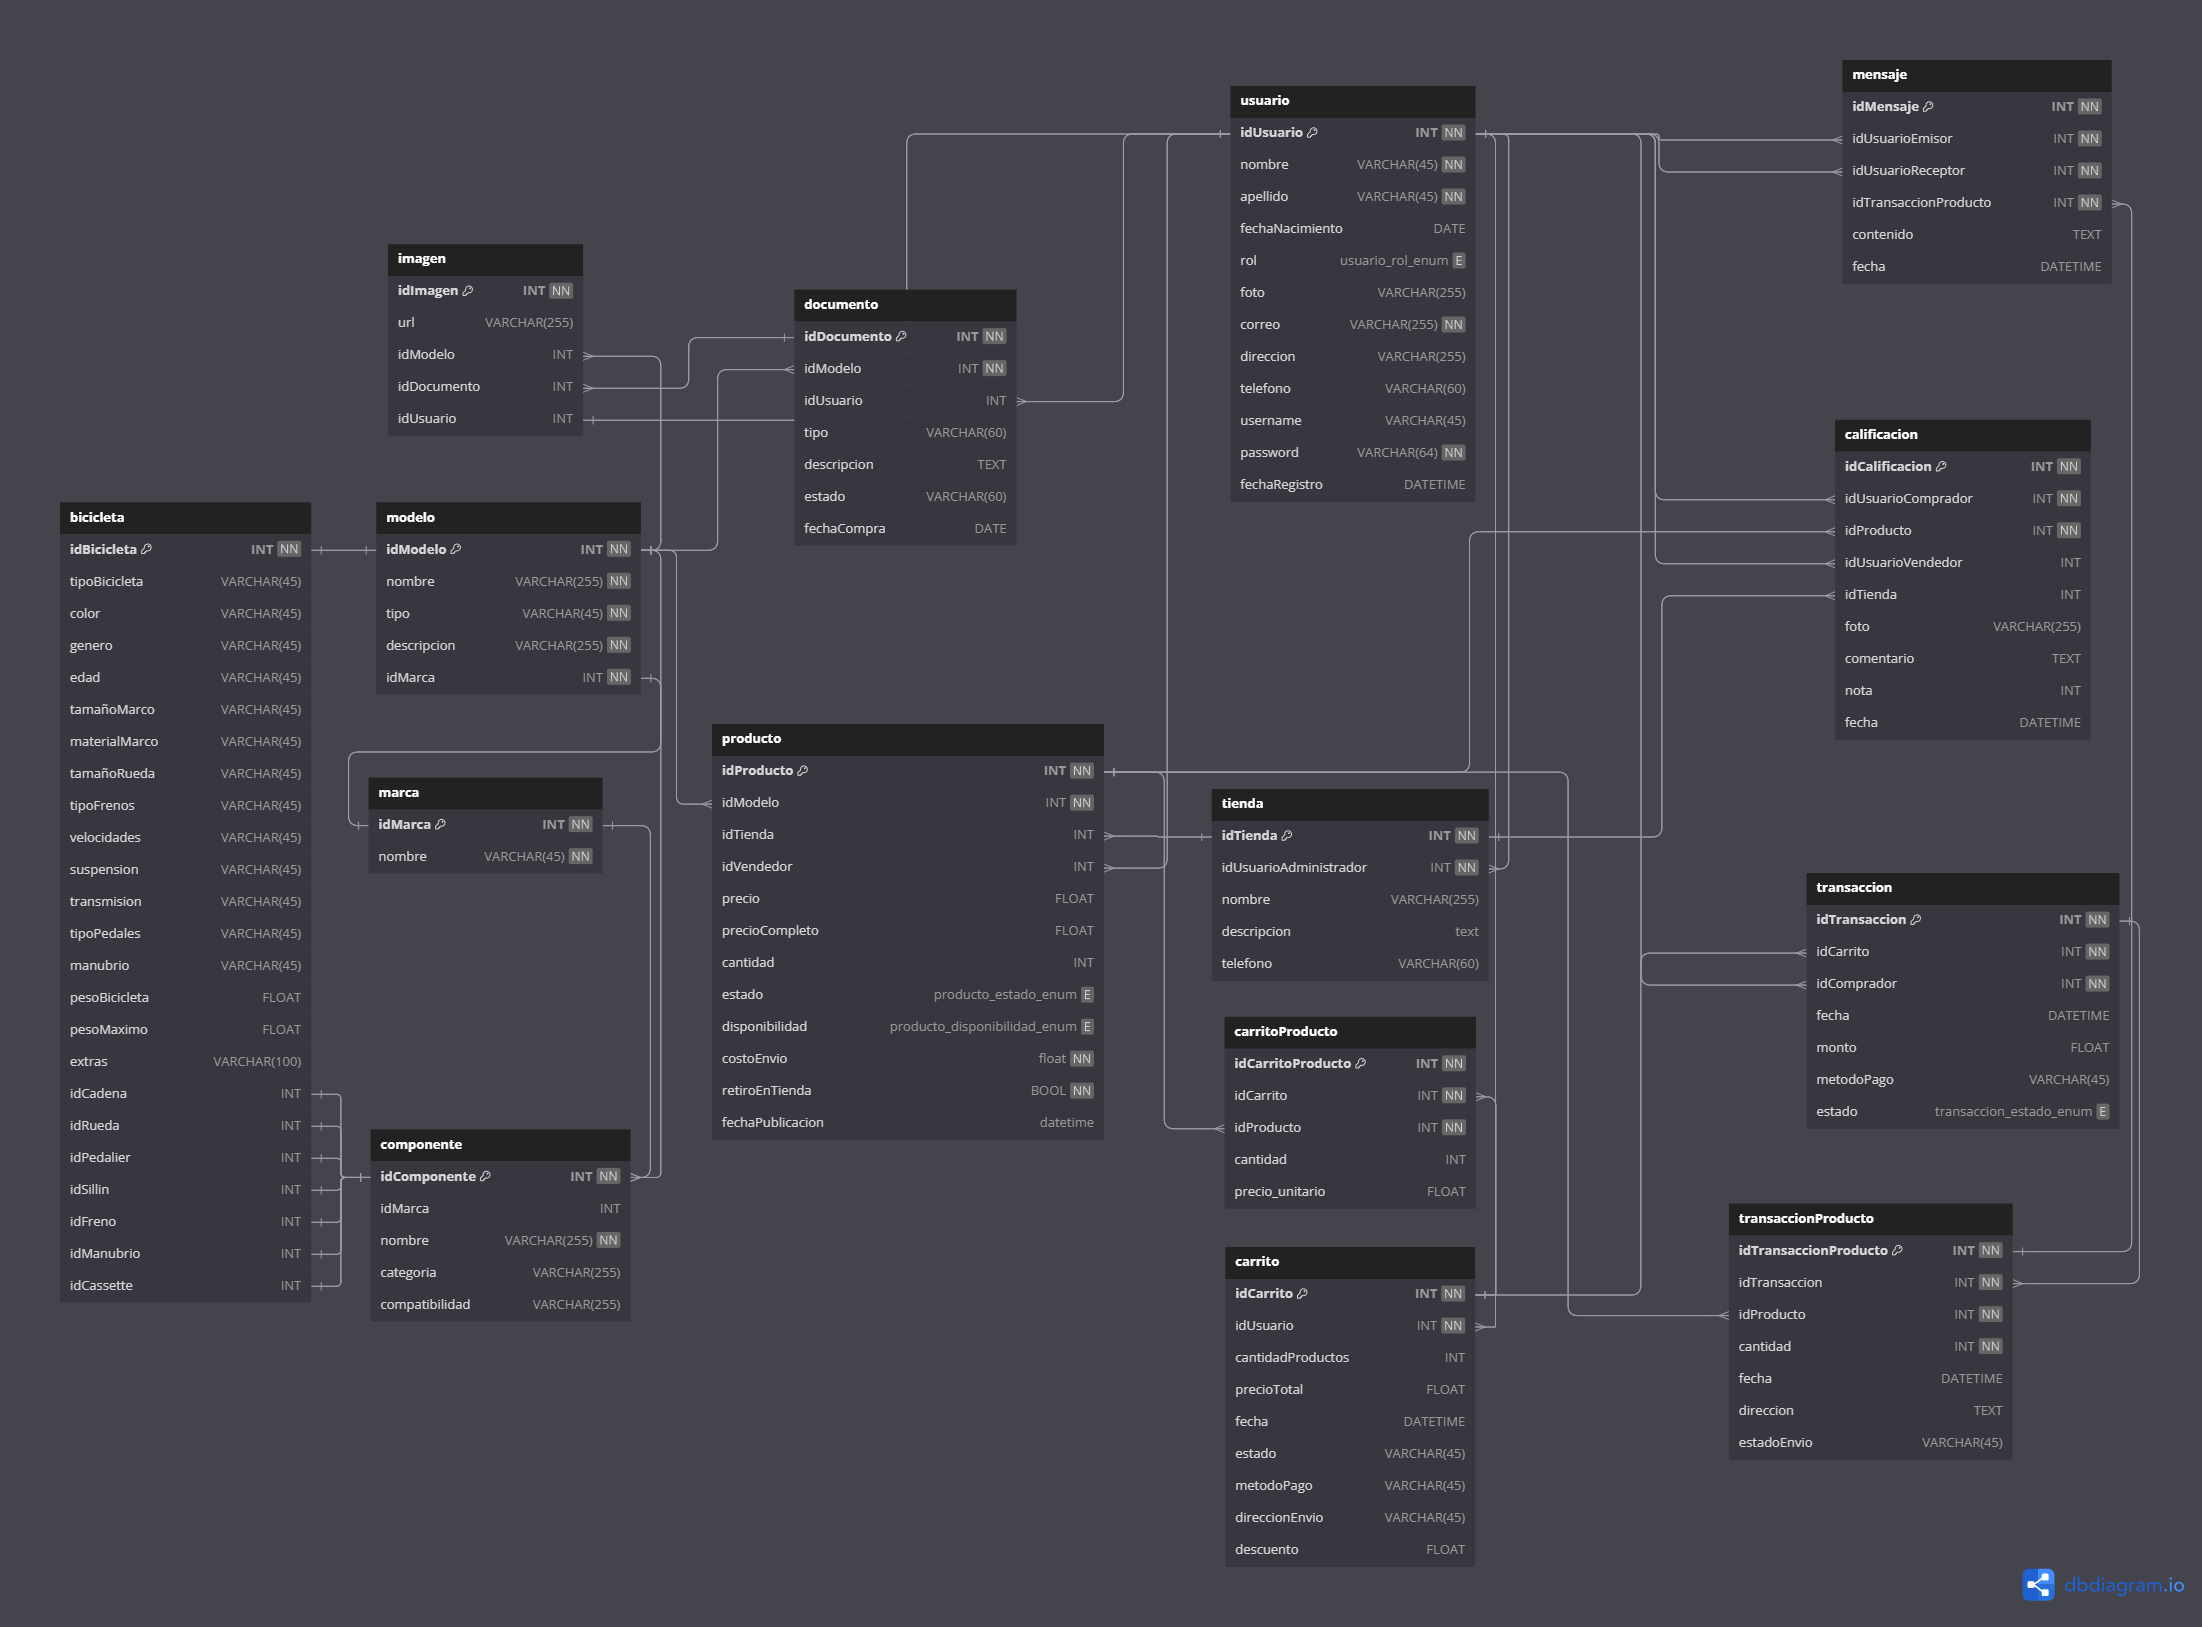 mensaje
idMensaje INT NN
idUsuarioEmisor INT NN
idUsuarioReceptor INT NN
idTransaccionProducto INT NN
contenido TEXT
fecha DATETIME
usuario
idUsuario INT NN
nombre VARCHAR(45) NN
apellido VARCHAR(45) NN
fechaNacimiento DATE
rol usuario_rol_enum E
foto VARCHAR(255)
correo VARCHAR(255) NN
direccion VARCHAR(255)
telefono VARCHAR(60)
username VARCHAR(45)
password VARCHAR(64) NN
fechaRegistro DATETIME
imagen
idImagen INT NN
url VARCHAR(255)
idModelo INT
idDocumento INT
idUsuario INT
documento
idDocumento INT NN
idModelo INT NN
idUsuario INT
tipo VARCHAR(60)
descripcion TEXT
estado VARCHAR(60)
fechaCompra DATE
calificacion
idCalificacion INT NN
idUsuarioComprador INT NN
idProducto INT NN
idUsuarioVendedor INT
idTienda INT
foto VARCHAR(255)
comentario TEXT
nota INT
fecha DATETIME
bicicleta
idBicicleta INT NN
tipoBicicleta VARCHAR(45)
color VARCHAR(45)
genero VARCHAR(45)
edad VARCHAR(45)
tamañoMarco VARCHAR(45)
materialMarco VARCHAR(45)
tamañoRueda VARCHAR(45)
tipoFrenos VARCHAR(45)
velocidades VARCHAR(45)
suspension VARCHAR(45)
transmision VARCHAR(45)
tipoPedales VARCHAR(45)
manubrio VARCHAR(45)
pesoBicicleta FLOAT
pesoMaximo FLOAT
extras VARCHAR(100)
idCadena INT
idRueda INT
idPedalier INT
idSillin INT
idFreno INT
idManubrio INT
idCassette INT
modelo
idModelo INT NN
nombre VARCHAR(255) NN
tipo VARCHAR(45) NN
descripcion VARCHAR(255) NN
idMarca INT NN
marca
idMarca INT NN
nombre VARCHAR(45) NN
componente
idComponente INT NN
idMarca INT
nombre VARCHAR(255) NN
categoria VARCHAR(255)
compatibilidad VARCHAR(255)
producto
idProducto INT NN
idModelo INT NN
idTienda INT
idVendedor INT
precio FLOAT
precioCompleto FLOAT
cantidad INT
estado producto_estado_enum E
disponibilidad producto_disponibilidad_enum E
costoEnvio float NN
retiroEnTienda BOOL NN
fechaPublicacion datetime
tienda
idTienda INT NN
idUsuarioAdministrador INT NN
nombre VARCHAR(255)
descripcion text
telefono VARCHAR(60)
carritoProducto
idCarritoProducto INT NN
idCarrito INT NN
idProducto INT NN
cantidad INT
precio_unitario FLOAT
carrito
idCarrito INT NN
idUsuario INT NN
cantidadProductos INT
precioTotal FLOAT
fecha DATETIME
estado VARCHAR(45)
metodoPago VARCHAR(45)
direccionEnvio VARCHAR(45)
descuento FLOAT
transaccion
idTransaccion INT NN
idCarrito INT NN
idComprador INT NN
fecha DATETIME
monto FLOAT
metodoPago VARCHAR(45)
estado transaccion_estado_enum E
transaccionProducto
idTransaccionProducto INT NN
idTransaccion INT NN
idProducto INT NN
cantidad INT NN
fecha DATETIME
direccion TEXT
estadoEnvio VARCHAR(45)
dbdiagram.io